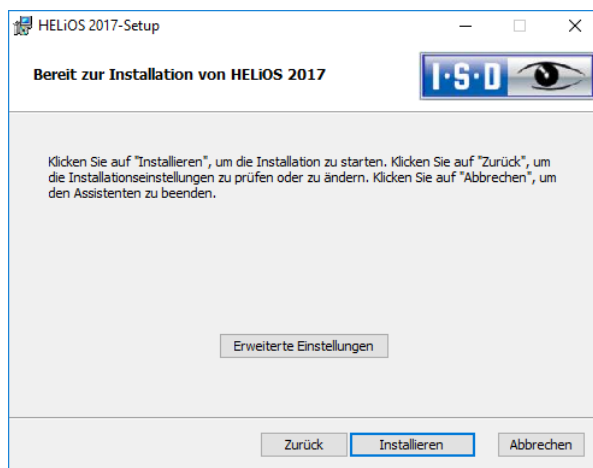 HELiOS 2017-Setup
Bereit zur Installation von HELiOS 2017
I·S·D
Klicken Sie auf "Installieren", um die Installation zu starten. Klicken Sie auf "Zurück", um
die Installationseinstellungen zu prüfen oder zu ändern. Klicken Sie auf "Abbrechen", um
den Assistenten zu beenden.
Erweiterte Einstellungen
Zurück Installieren Abbrechen